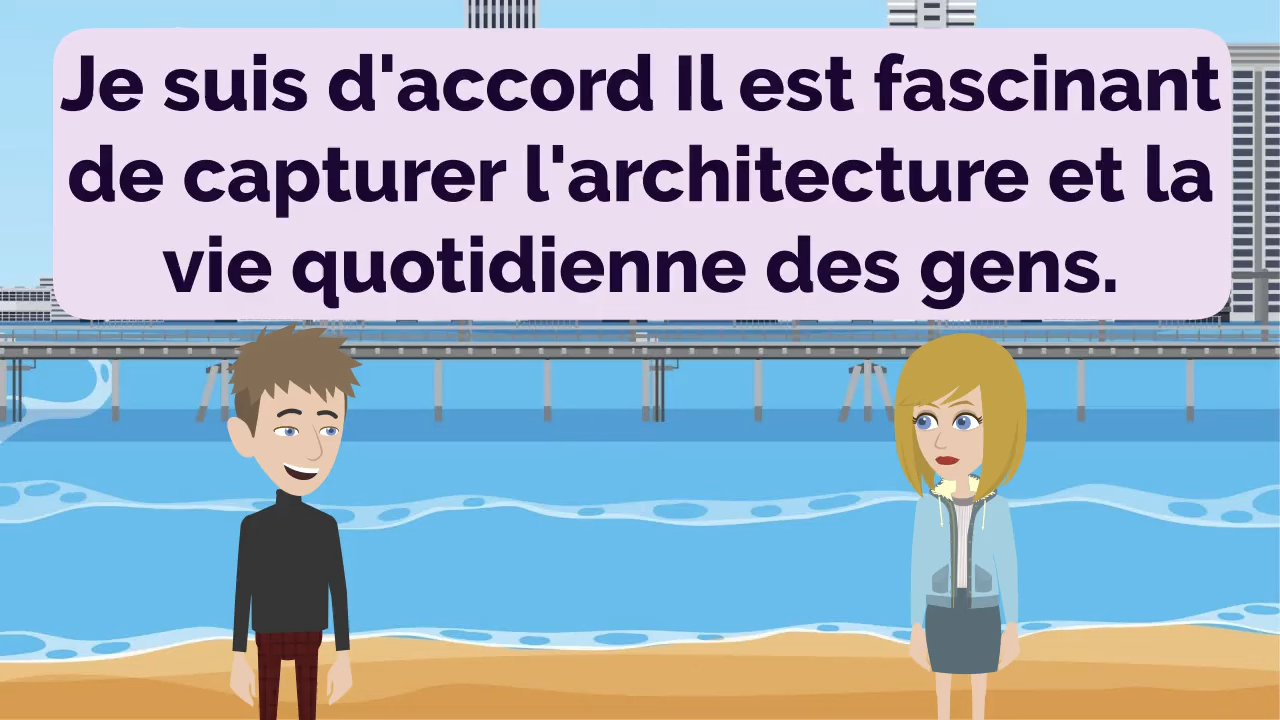 Je suis d'accord Il est fascinant
de capturer l'architecture et la
vie quotidienne des gens.